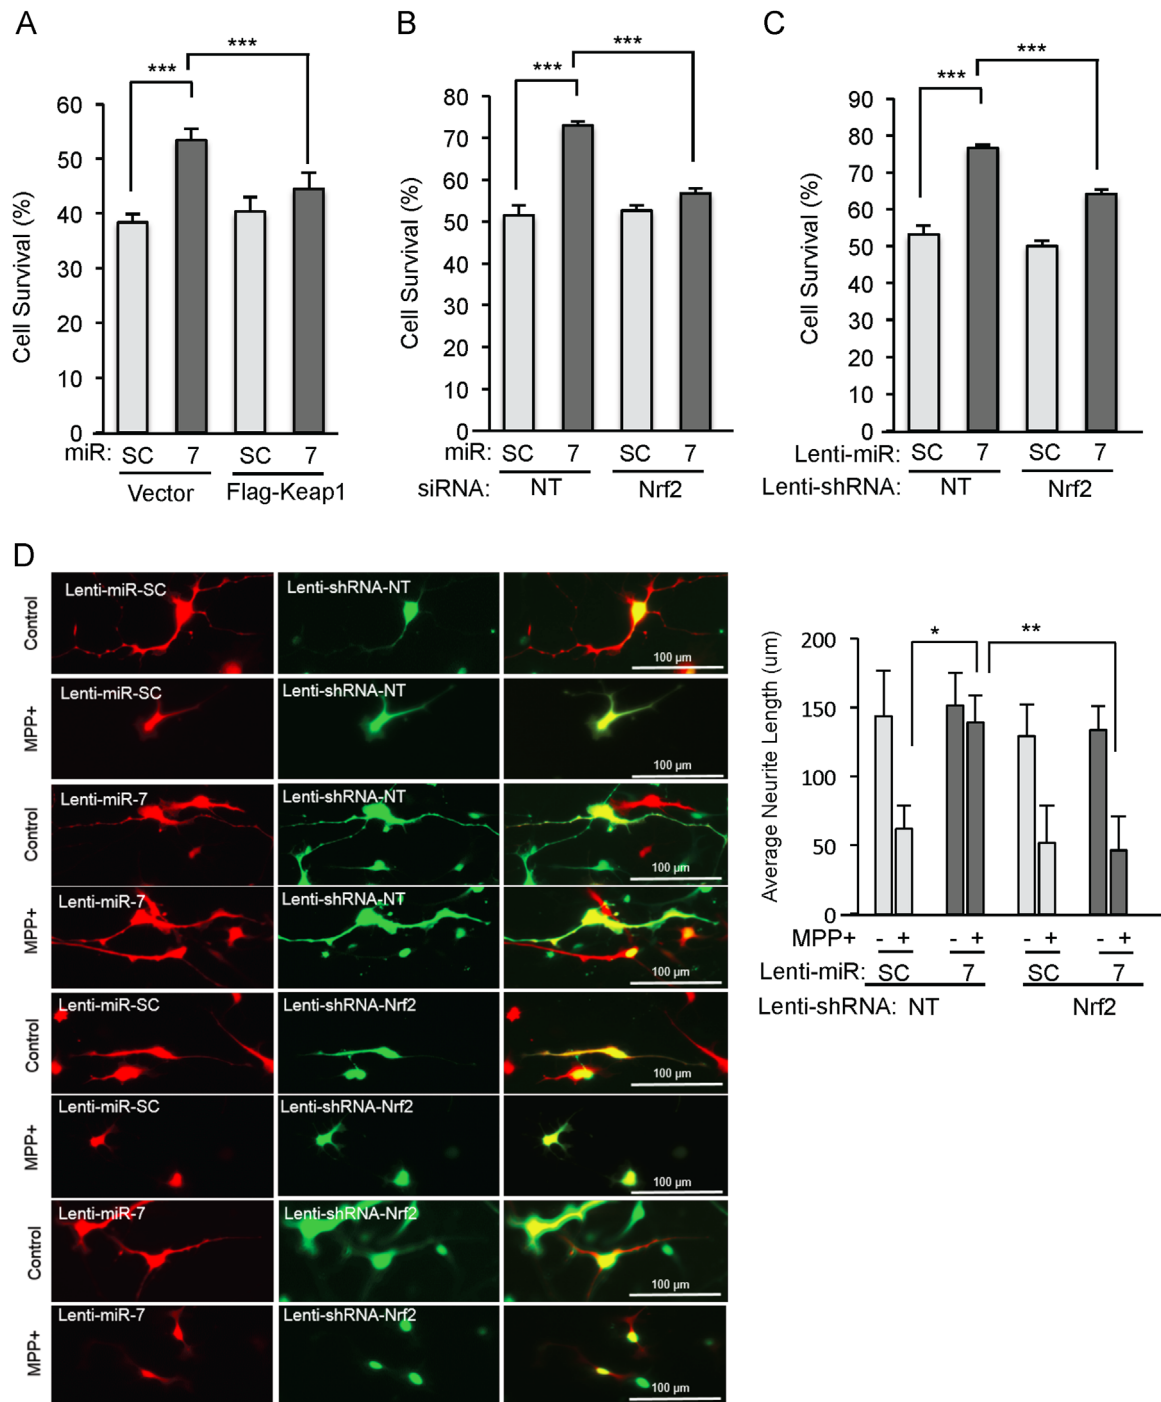 A
***
***
Cell Survival (%)
60
50
40
30
20
10
0
miR: SC 7 SC 7
Vector Flag-Keap1
B
***
***
Cell Survival (%)
80
70
60
50
40
30
20
10
0
miR: SC 7 SC 7
siRNA: NT Nrf2
C
***
***
Cell Survival (%)
90
80
70
60
50
40
30
20
10
0
Lenti-miR: SC 7 SC 7
Lenti-shRNA: NT Nrf2
D
Control
Lenti-miR-SC Lenti-shRNA-NT
100 μm
MPP+
Lenti-miR-SC Lenti-shRNA-NT
100 μm
Control
Lenti-miR-7 Lenti-shRNA-NT
100 μm
MPP+
Lenti-miR-7 Lenti-shRNA-NT
100 μm
Control
Lenti-miR-SC Lenti-shRNA-Nrf2
100 μm
MPP+
Lenti-miR-SC Lenti-shRNA-Nrf2
100 μm
Control
Lenti-miR-7 Lenti-shRNA-Nrf2
100 μm
MPP+
Lenti-miR-7 Lenti-shRNA-Nrf2
100 μm
* **
Average Neurite Length (um)
200
150
100
50
0
MPP+ - + - + - + - +
Lenti-miR: SC 7 SC 7
Lenti-shRNA: NT Nrf2